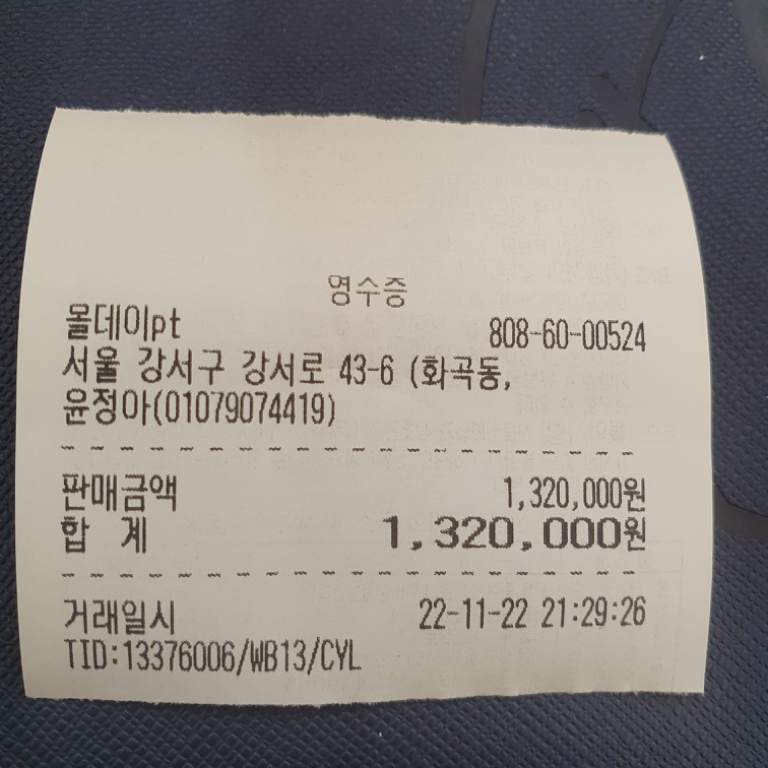 영수증
몰데이pt 808-60-00524
서울 강서구 강서로 43-6 (화곡동,
윤정아(01079074419)
판매금액 1,320,000원
합 계 1,320,000원
거래일시 22-11-22 21:29:26
TID:13376006/WB13/CYL